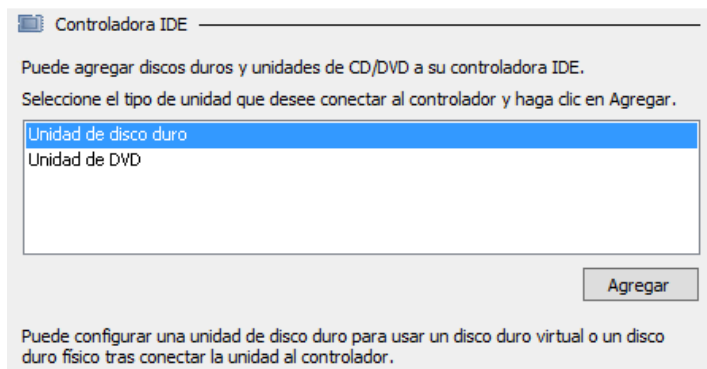 Controladora IDE
Puede agregar discos duros y unidades de CD/DVD a su controladora IDE.
Seleccione el tipo de unidad que desee conectar al controlador y haga clic en Agregar.
Unidad de disco duro
Unidad de DVD
Agregar
Puede configurar una unidad de disco duro para usar un disco duro virtual o un disco
duro físico tras conectar la unidad al controlador.